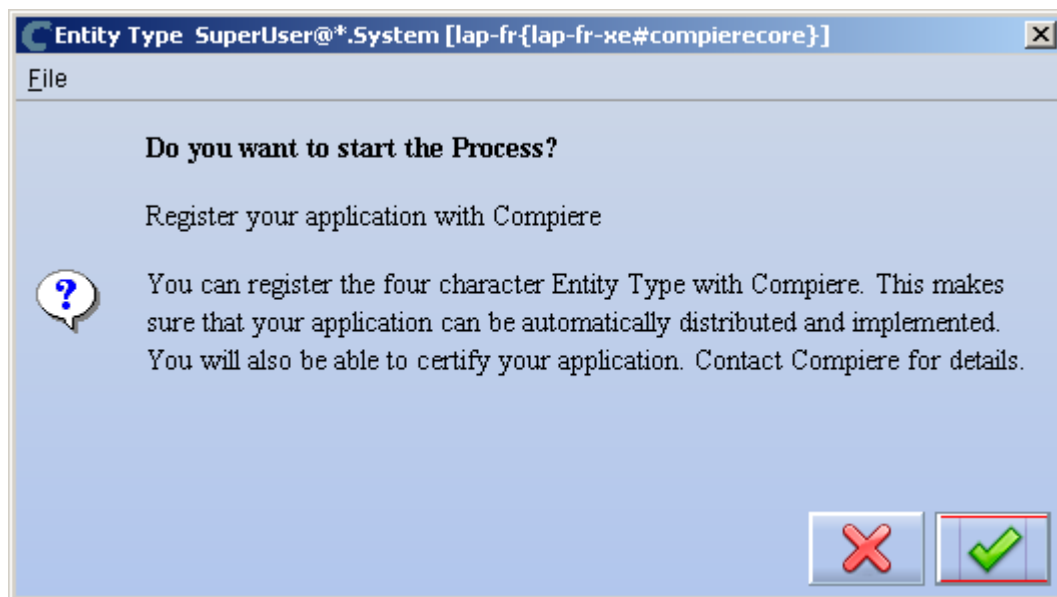 Entity Type SuperUser@*.System [lap-fr{lap-fr-xe#compierecore}]
File
Do you want to start the Process?
Register your application with Compiere
You can register the four character Entity Type with Compiere. This makes
sure that your application can be automatically distributed and implemented.
You will also be able to certify your application. Contact Compiere for details.